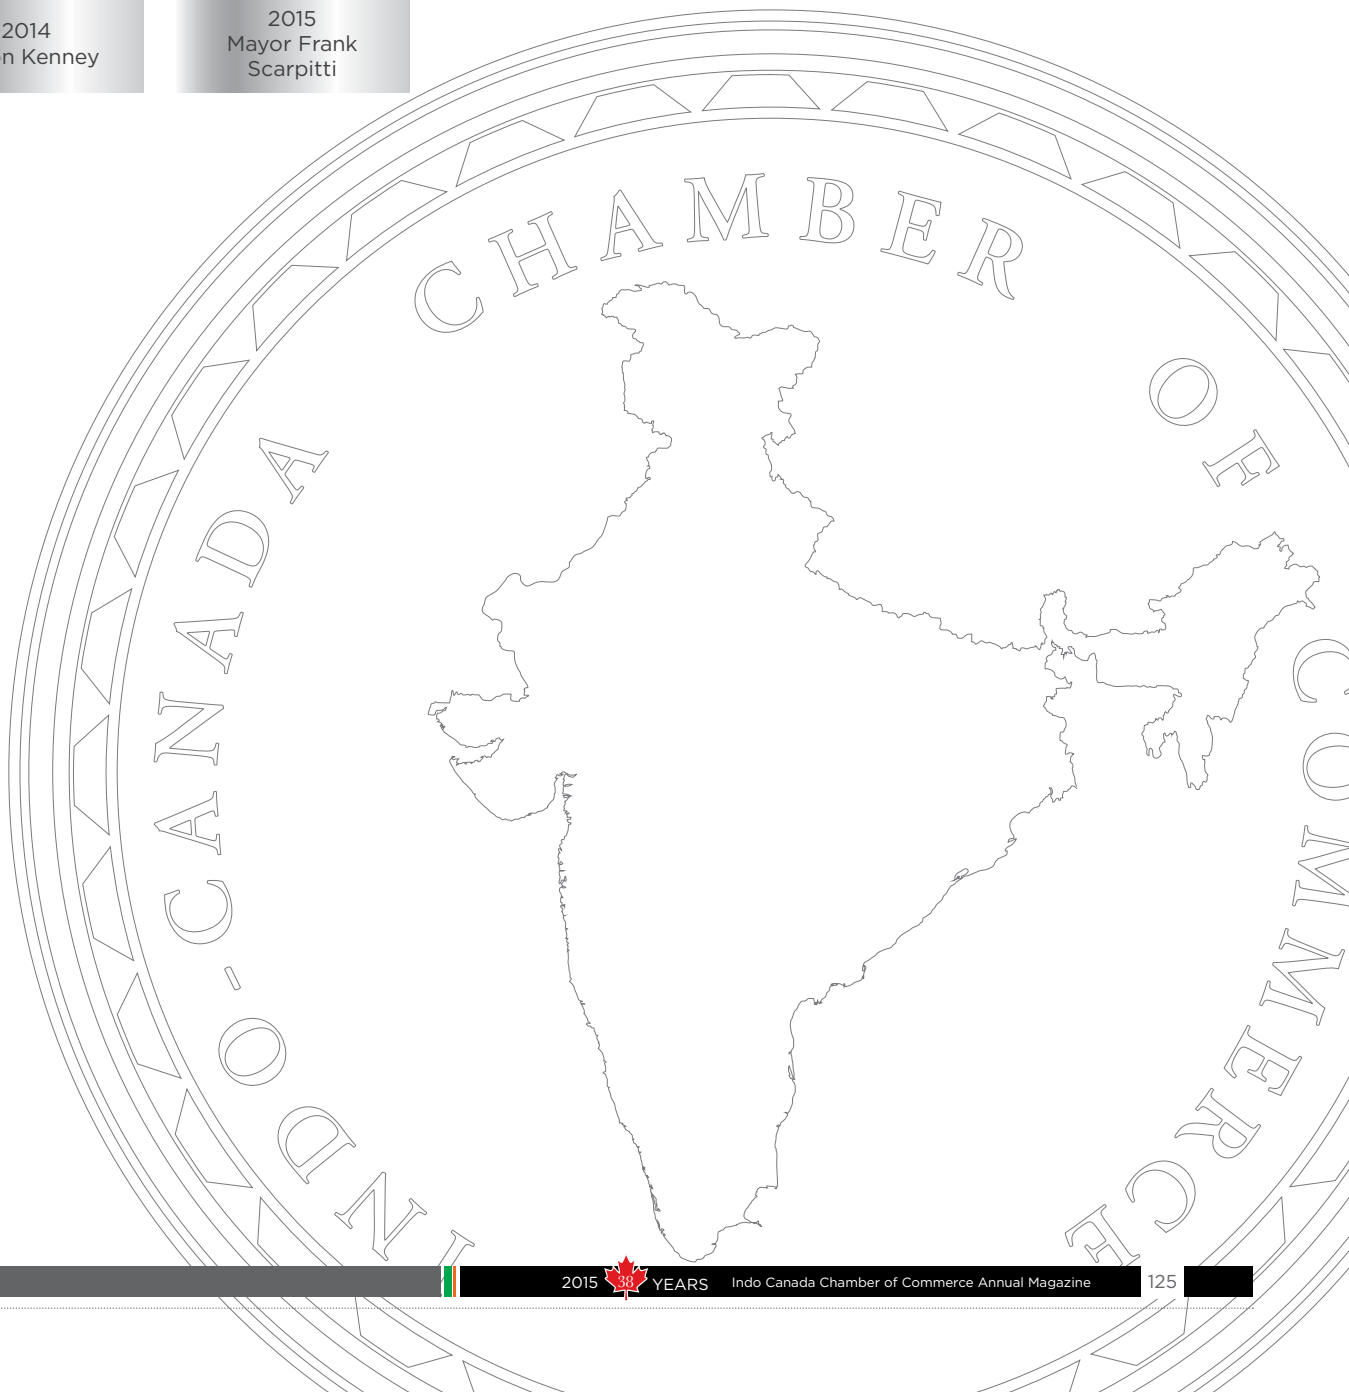 2014
n Kenney
2015
Mayor Frank
Scarpitti
INDO-CANADA CHAMBER OF COMMERCE
2015 38 YEARS Indo Canada Chamber of Commerce Annual Magazine 125